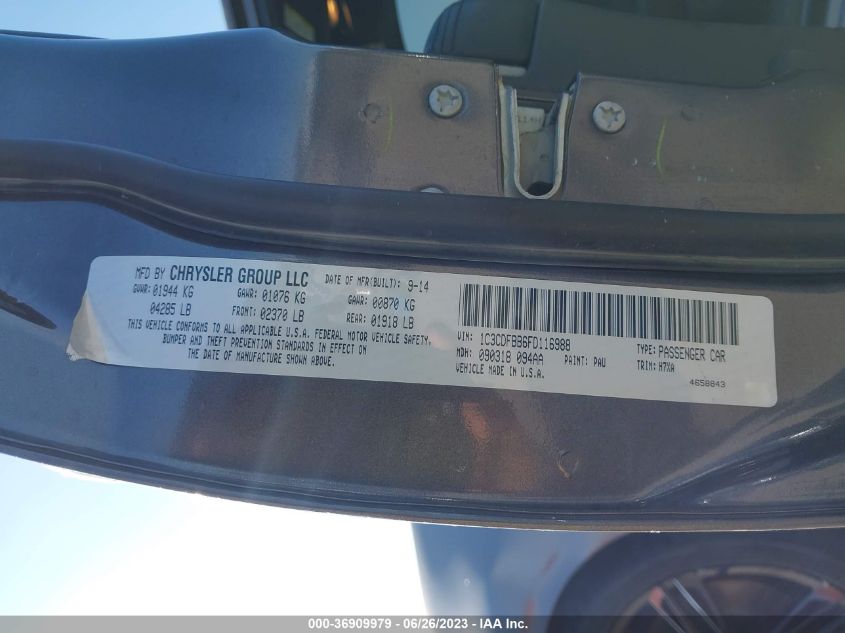 MFD BY CHRYSLER GROUP LLC DATE OF MFR(BUILT): 9-14
GVWR: 01944 KG GAWR: 01076 KG GAWR: 00870 KG
04285 LB FRONT: 02370 LB REAR: 01918 LB
THIS VEHICLE CONFORMS TO ALL APPLICABLE U.S.A. FEDERAL MOTOR VEHICLE SAFETY,
BUMPER AND THEFT PREVENTION STANDARDS IN EFFECT ON
THE DATE OF MANUFACTURE SHOWN ABOVE.
VIN: 1C3CDFBB6FD116988 TYPE: PASSENGER CAR
MDH: 090318 094AA PAINT: PAU TRIM: H7XA
VEHICLE MADE IN U.S.A. 4658843
000-36909979 - 06/26/2023 - IAA Inc.